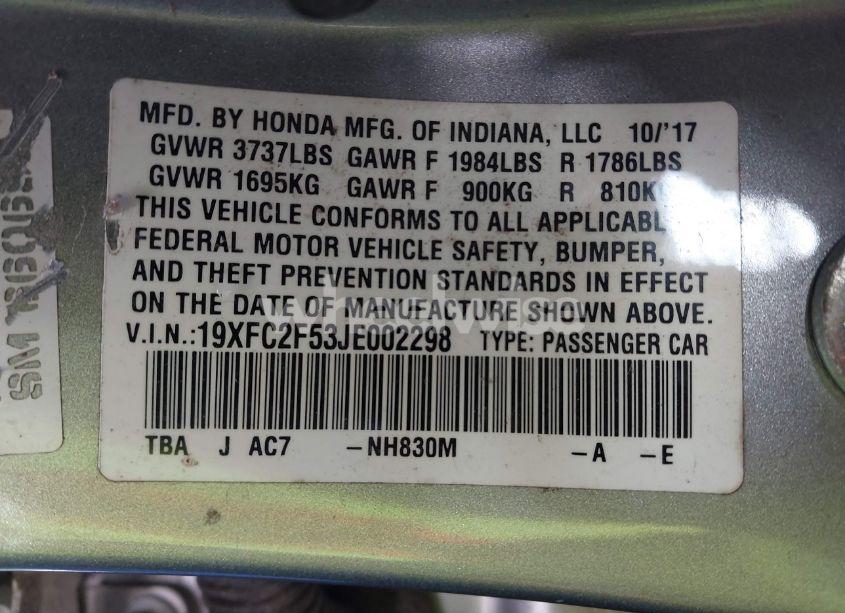 MFD. BY HONDA MFG. OF INDIANA, LLC 10/'17
GVWR 3737LBS GAWR F 1984LBS R 1786LBS
GVWR 1695KG GAWR F 900KG R 810K
THIS VEHICLE CONFORMS TO ALL APPLICABL
FEDERAL MOTOR VEHICLE SAFETY, BUMPER,
AND THEFT PREVENTION STANDARDS IN EFFECT
ON THE DATE OF MANUFACTURE SHOWN ABOVE.
V.I.N.:19XFC2F53JE002298 TYPE: PASSENGER CAR
TBA J AC7 -NH830M -A -E